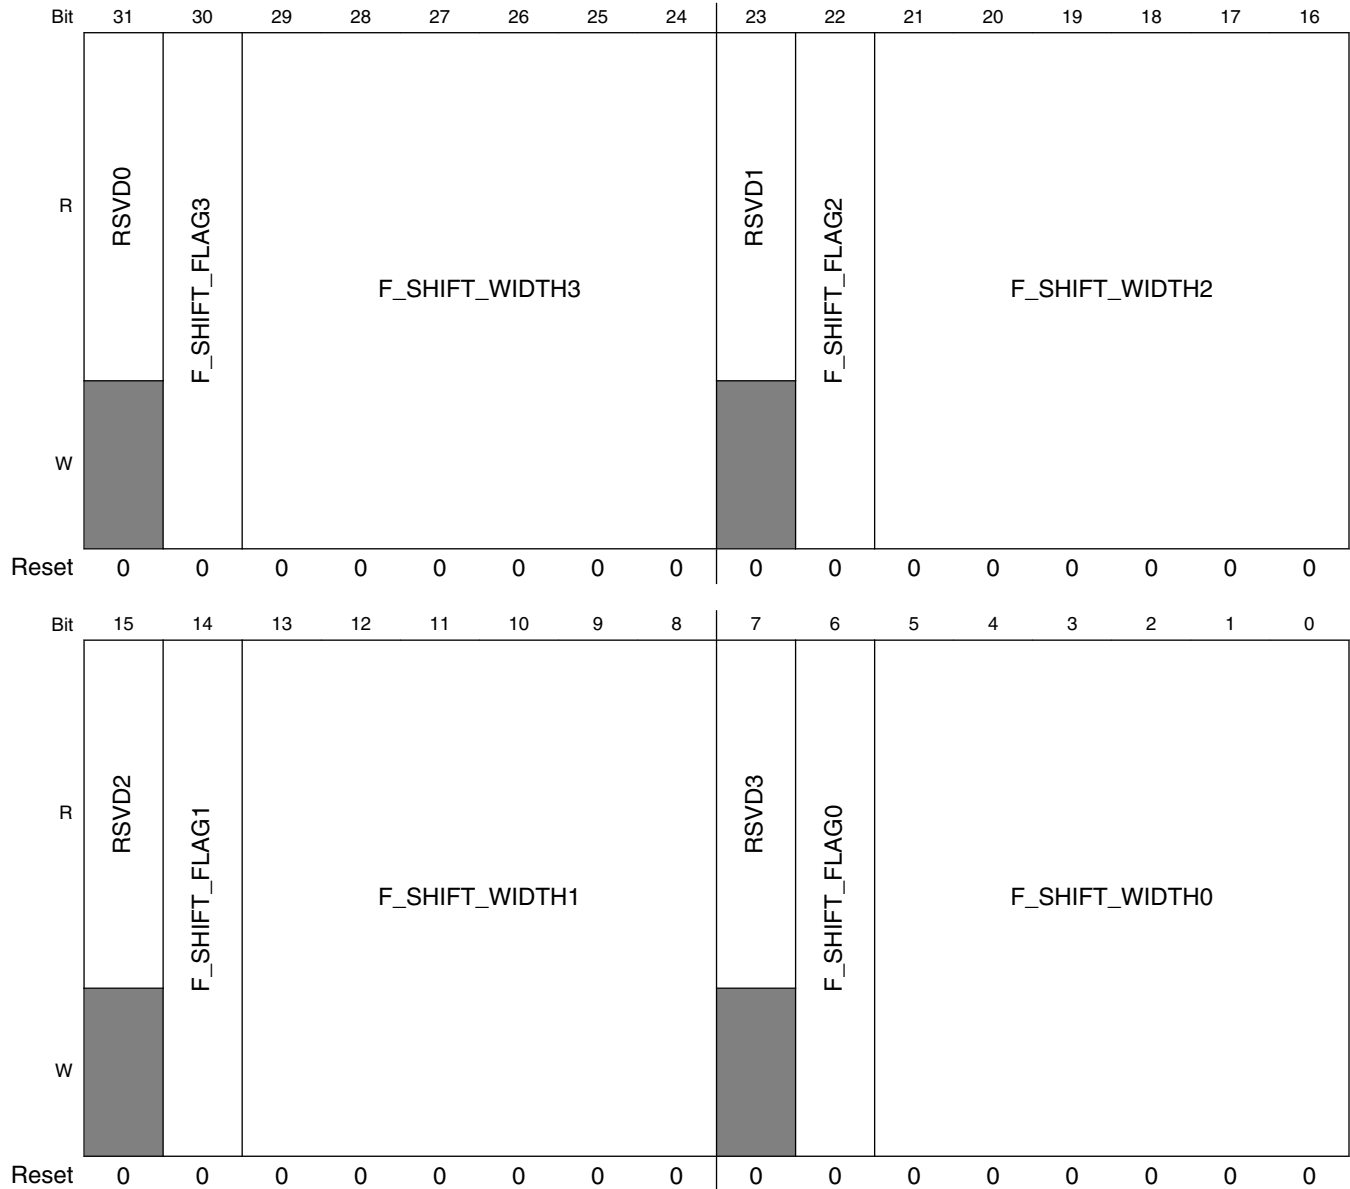 Bit 31 30 29 28 27 26 25 24 23 22 21 20 19 18 17 16
R RSVD0 F_SHIFT_FLAG3 F_SHIFT_WIDTH3 RSVD1 F_SHIFT_FLAG2 F_SHIFT_WIDTH2
W
Reset 0 0 0 0 0 0 0 0 0 0 0 0 0 0 0 0
Bit 15 14 13 12 11 10 9 8 7 6 5 4 3 2 1 0
R RSVD2 F_SHIFT_FLAG1 F_SHIFT_WIDTH1 RSVD3 F_SHIFT_FLAG0 F_SHIFT_WIDTH0
W
Reset 0 0 0 0 0 0 0 0 0 0 0 0 0 0 0 0